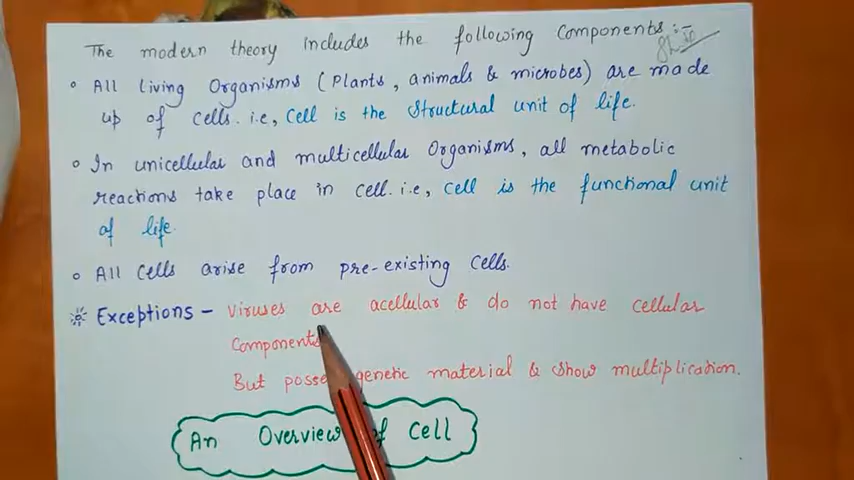 The modern theory includes the following Components:-
All living Organisms (Plants, animals & microbes) are made
up of cells. i.e, Cell is the Structural unit of life.
In unicellular and multicellular Organisms, all metabolic
reactions take place in cell. i.e, cell is the functional unit
of life.
All cells arise from pre-existing cells.
Exceptions - Viruses are acellular & do not have cellular
Components
But genetic material & show multiplication.
An Overview of Cell